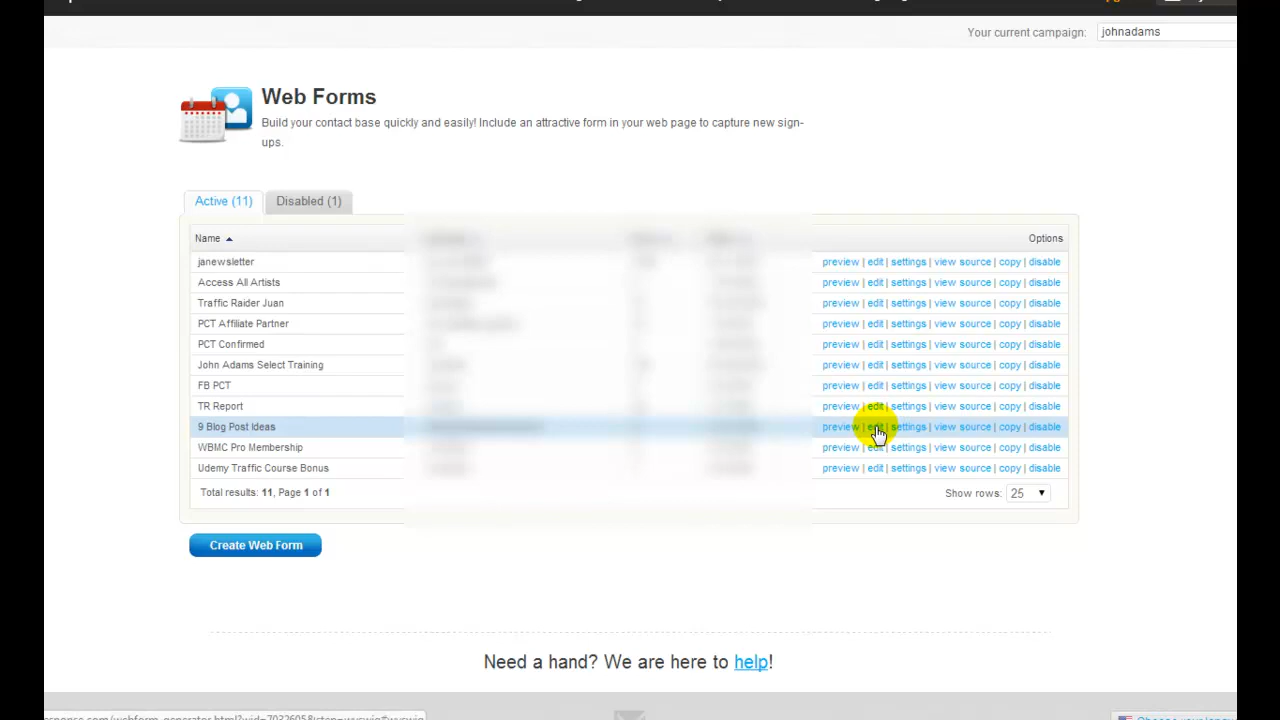 Your current campaign: johnadams
Web Forms
Build your contact base quickly and easily! Include an attractive form in your web page to capture new sign-
ups.
Active (11) Disabled (1)
Name Options
janewsletter preview | edit | settings | view source | copy | disable
Access All Artists preview | edit | settings | view source | copy | disable
Traffic Raider Juan preview | edit | settings | view source | copy | disable
PCT Affiliate Partner preview | edit | settings | view source | copy | disable
PCT Confirmed preview | edit | settings | view source | copy | disable
John Adams Select Training preview | edit | settings | view source | copy | disable
FB PCT preview | edit | settings | view source | copy | disable
TR Report preview | edit | settings | view source | copy | disable
9 Blog Post Ideas preview | edit | settings | view source | copy | disable
WBMC Pro Membership preview | edit | settings | view source | copy | disable
Udemy Traffic Course Bonus preview | edit | settings | view source | copy | disable
Total results: 11, Page 1 of 1 Show rows: 25
Create Web Form
Need a hand? We are here to help!